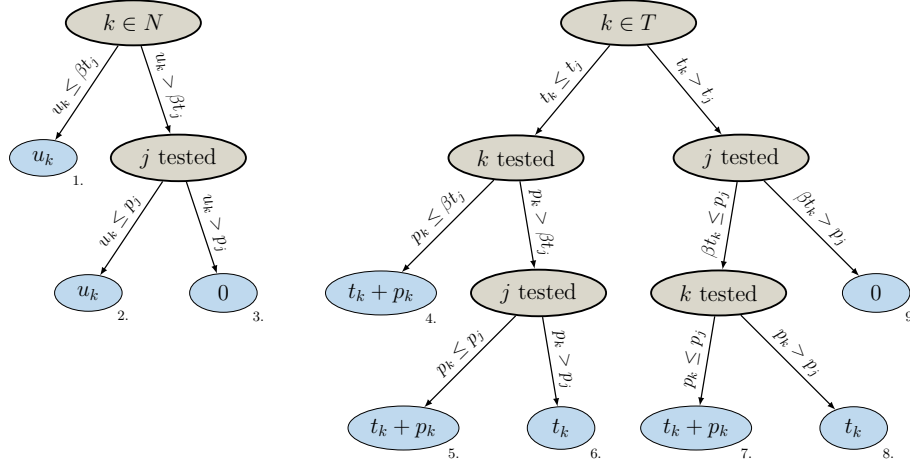 k ∈ N
k ∈ T
u_k ≤ βt_j
u_k > βt_j
t_k ≤ t_j
t_k > t_j
u_k
1.
j tested
k tested
j tested
u_k ≤ p_j
u_k > p_j
p_k ≤ βt_j
p_k > βt_j
βt_k ≤ p_j
βt_k > p_j
u_k
2.
0
3.
t_k + p_k
4.
j tested
k tested
0
9.
p_k ≤ p_j
p_k > p_j
p_k ≤ p_j
p_k > p_j
t_k + p_k
5.
t_k
6.
t_k + p_k
7.
t_k
8.